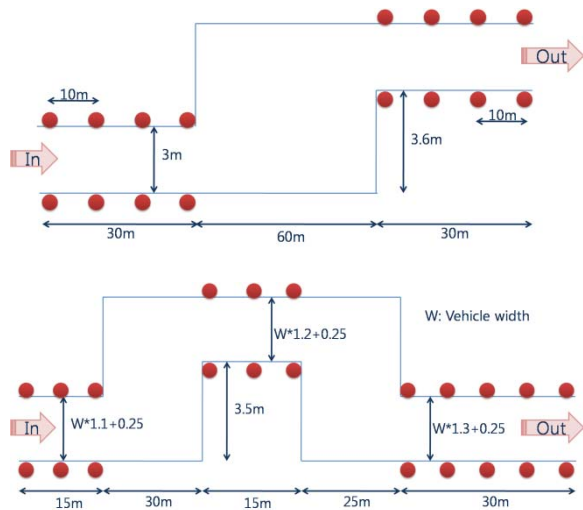 Out
10m
10m
In
3m
3.6m
30m
60m
30m
W: Vehicle width
W*1.2+0.25
3.5m
In
W*1.1+0.25
W*1.3+0.25
Out
15m
30m
15m
25m
30m